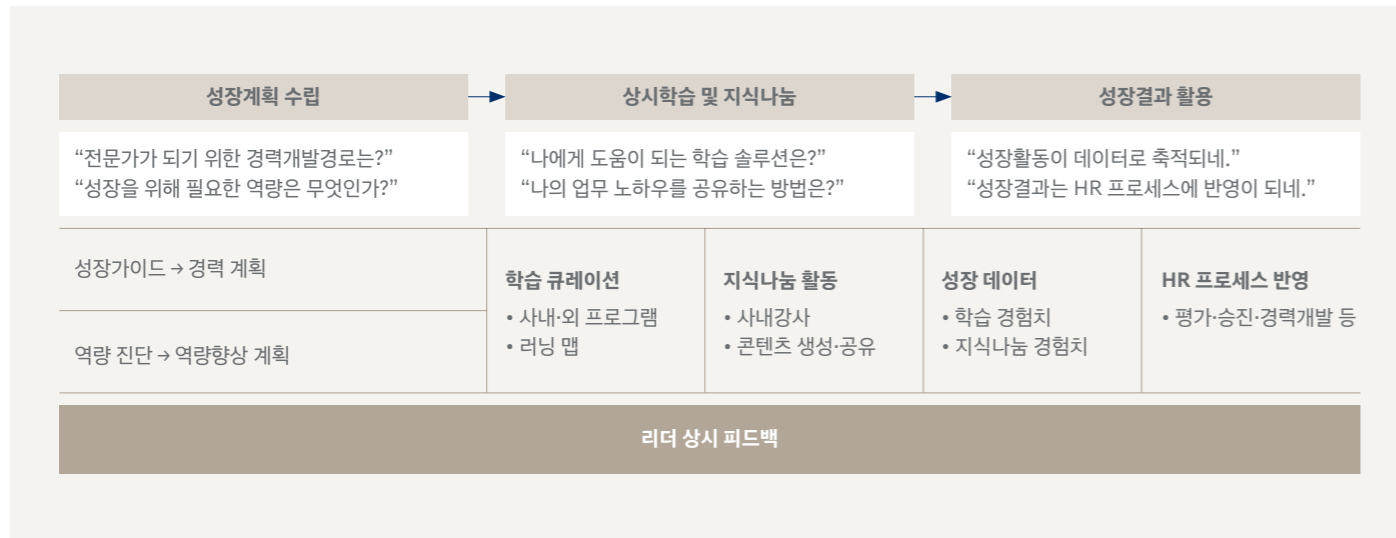 성장계획 수립
상시학습 및 지식나눔
성장결과 활용
“전문가가 되기 위한 경력개발경로는?”
“성장을 위해 필요한 역량은 무엇인가?”
“나에게 도움이 되는 학습 솔루션은?”
“나의 업무 노하우를 공유하는 방법은?”
“성장활동이 데이터로 축적되네.”
“성장결과는 HR 프로세스에 반영이 되네.”
성장가이드 → 경력 계획
역량 진단 → 역량향상 계획
학습 큐레이션
• 사내·외 프로그램
• 러닝 맵
지식나눔 활동
• 사내강사
• 콘텐츠 생성·공유
성장 데이터
• 학습 경험치
• 지식나눔 경험치
HR 프로세스 반영
• 평가·승진·경력개발 등
리더 상시 피드백